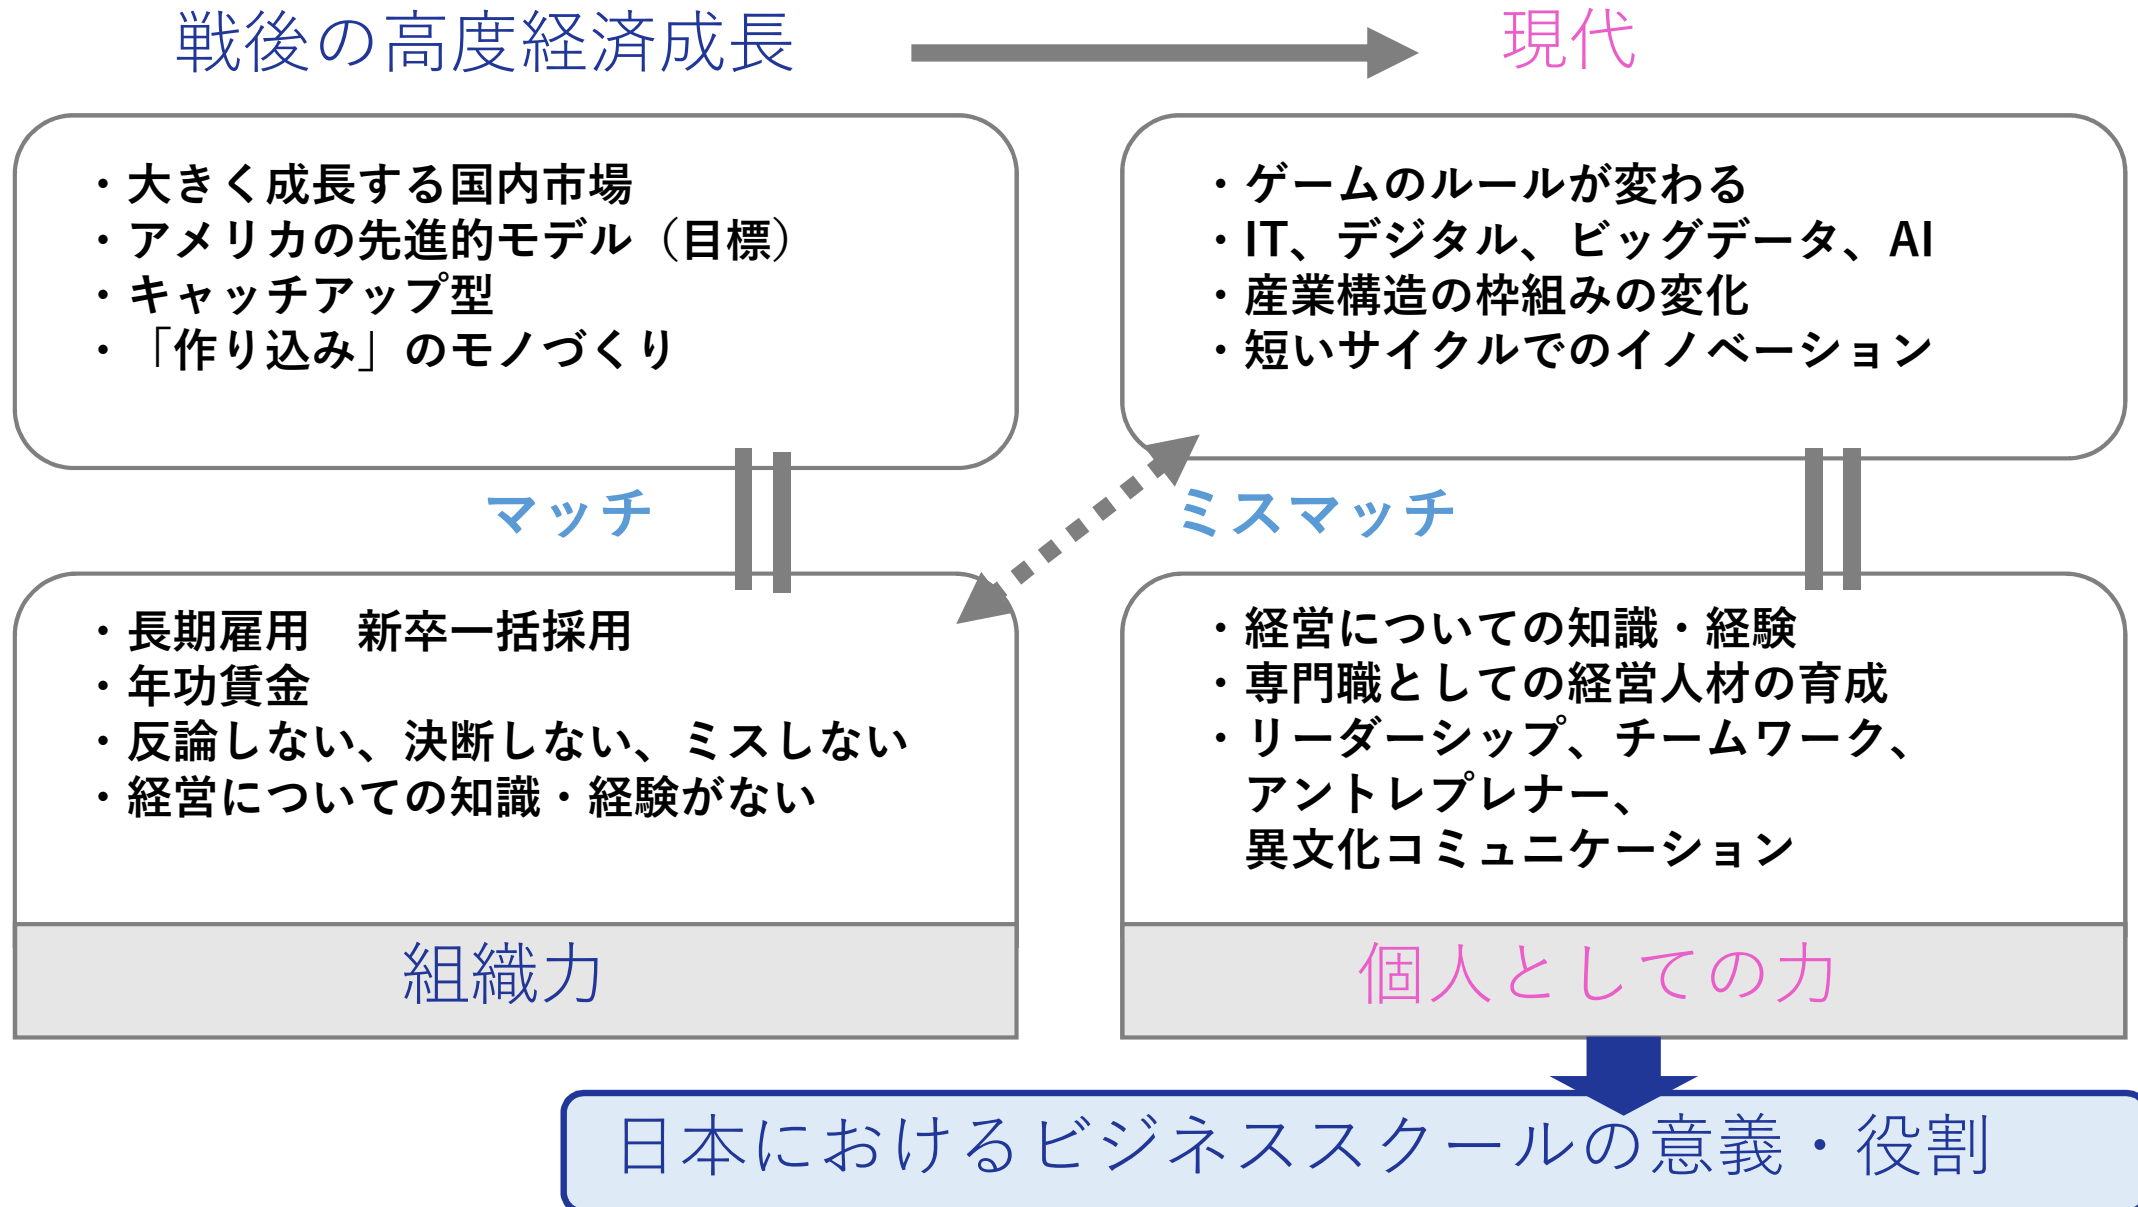 戦後の高度経済成長
現代
・大きく成長する国内市場
・アメリカの先進的モデル（目標）
・キャッチアップ型
・「作り込み」のモノづくり
・ゲームのルールが変わる
・IT、デジタル、ビッグデータ、AI
・産業構造の枠組みの変化
・短いサイクルでのイノベーション
マッチ
ミスマッチ
・長期雇用　新卒一括採用
・年功賃金
・反論しない、決断しない、ミスしない
・経営についての知識・経験がない
組織力
・経営についての知識・経験
・専門職としての経営人材の育成
・リーダーシップ、チームワーク、
アントレプレナー、
異文化コミュニケーション
個人としての力
日本におけるビジネススクールの意義・役割